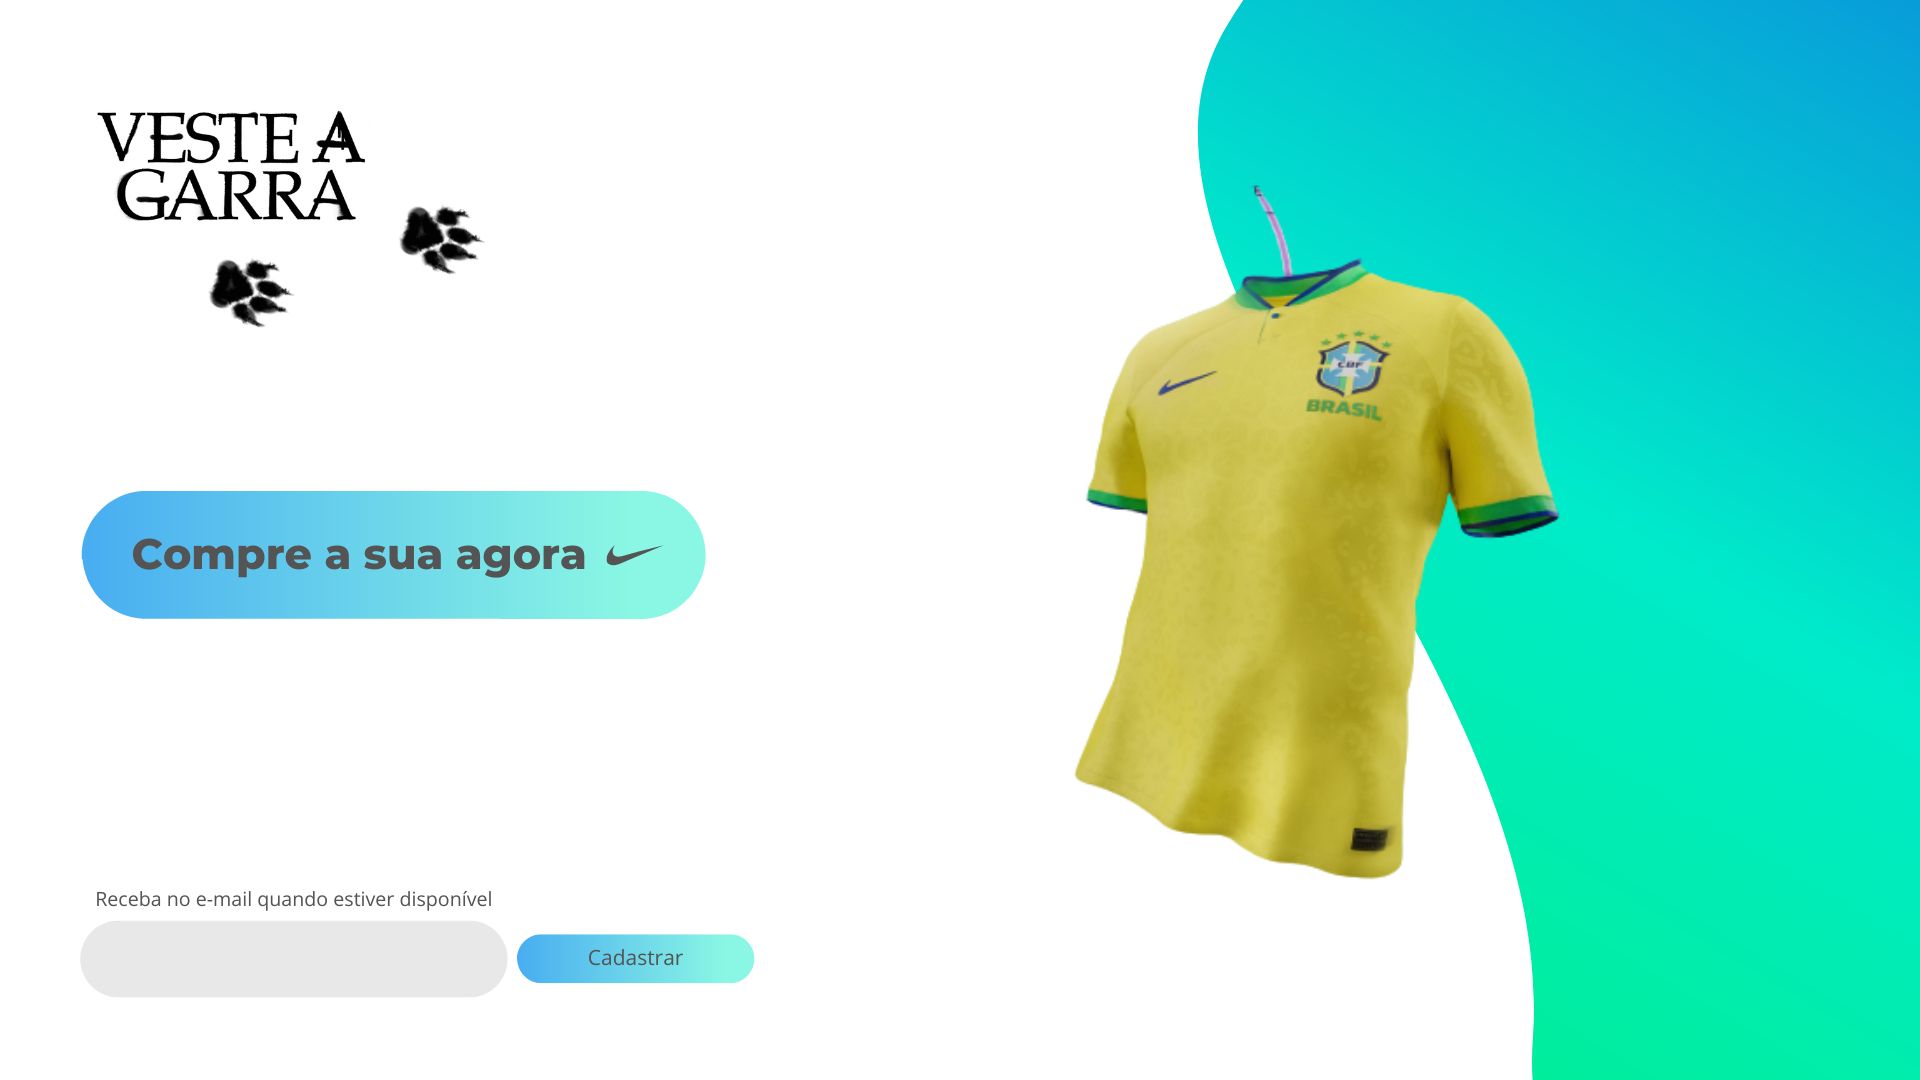 VESTE A
GARRA
CBF
BRASIL
Compre a sua agora
Receba no e-mail quando estiver disponível
Cadastrar